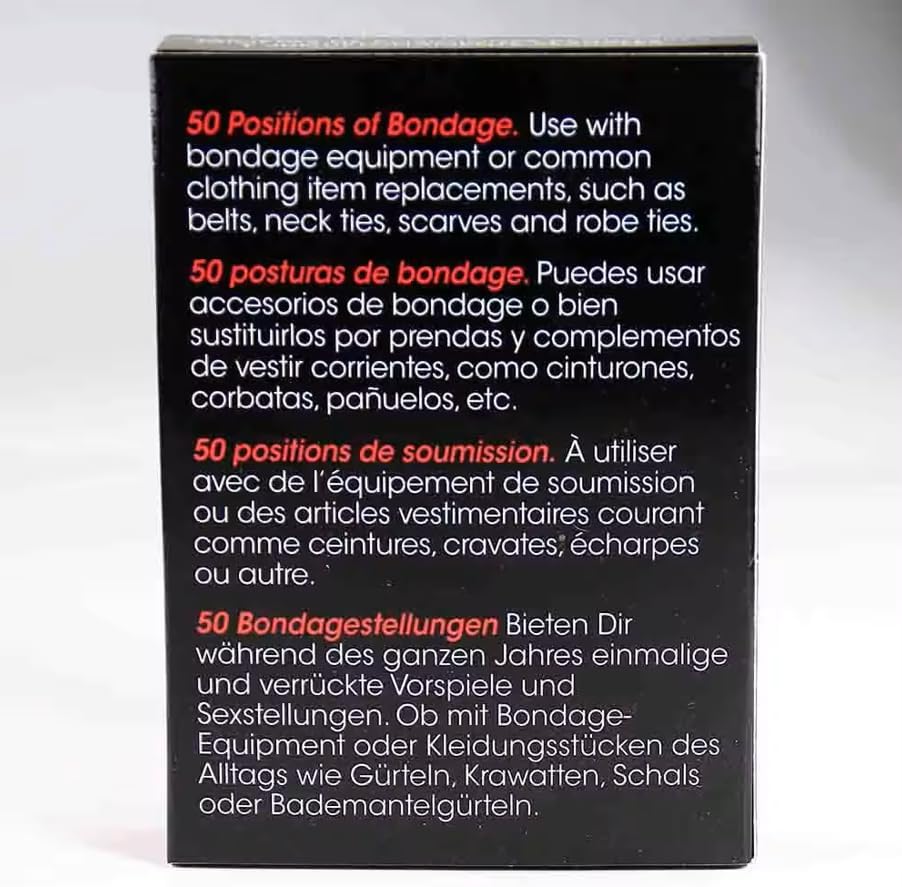 50 Positions of Bondage. Use with
bondage equipment or common
clothing item replacements, such as
belts, neck ties, scarves and robe ties.
50 posturas de bondage. Puedes usar
accesorios de bondage o bien
sustituirlos por prendas y complementos
de vestir corrientes, como cinturones,
corbatas, pañuelos, etc.
50 positions de soumission. À utiliser
avec de l'équipement de soumission
ou des articles vestimentaires courant
comme ceintures, cravates, écharpes
ou autre.
50 Bondagestellungen Bieten Dir
während des ganzen Jahres einmalige
und verrückte Vorspiele und
Sexstellungen. Ob mit Bondage-
Equipment oder Kleidungsstücken des
Alltags wie Gürteln, Krawatten, Schals
oder Bademantelgürteln.